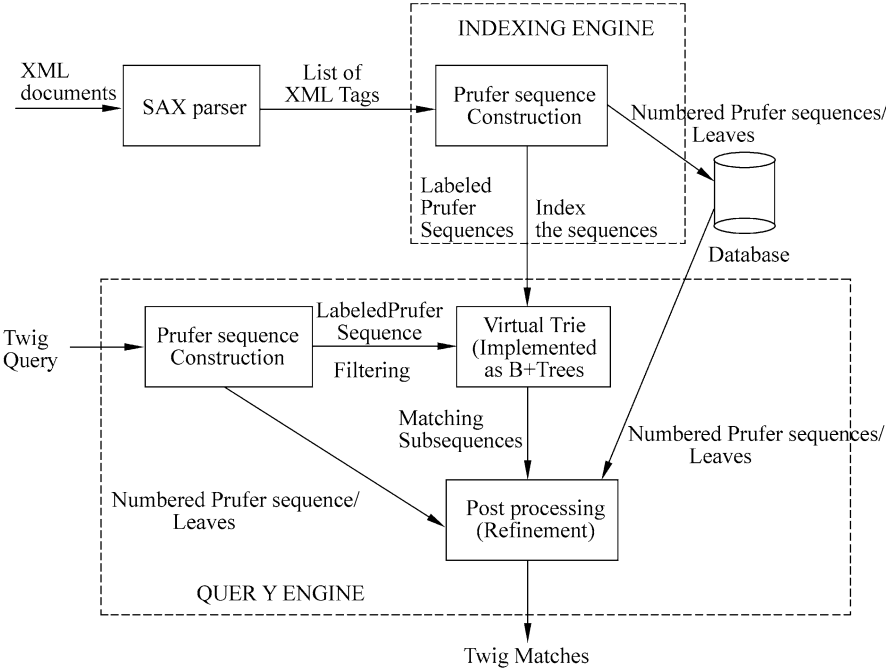 INDEXING ENGINE
XML
documents
SAX parser
List of
XML Tags
Prufer sequence
Construction
Numbered Prufer sequences/
Leaves
Labeled
Prufer
Sequences
Index
the sequences
Database
Twig
Query
Prufer sequence
Construction
LabeledPrufer
Sequence
Filtering
Virtual Trie
(Implemented
as B+Trees
Matching
Subsequences
Numbered Prufer sequences/
Leaves
Numbered Prufer sequence/
Leaves
Post processing
(Refinement)
QUER Y ENGINE
Twig Matches